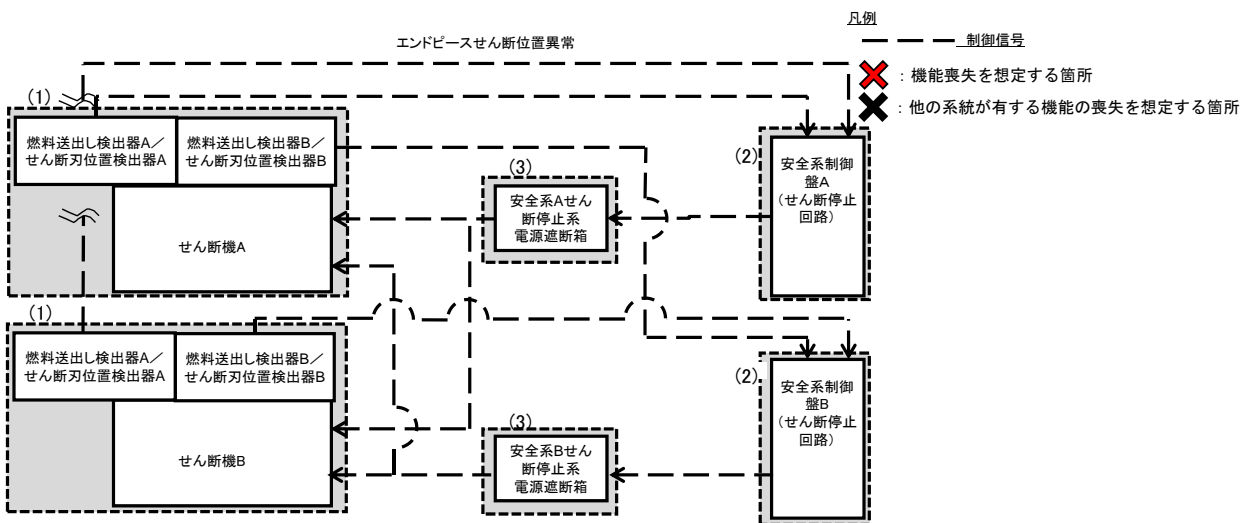 凡例
制御信号
：機能喪失を想定する箇所
：他の系統が有する機能の喪失を想定する箇所
エンドピースせん断位置異常
(1)
燃料送出し検出器A／
せん断刃位置検出器A
燃料送出し検出器B／
せん断刃位置検出器B
せん断機A
(3)
安全系Aせん
断停止系
電源遮断箱
(2)
安全系制御
盤A
(せん断停止
回路)
(1)
燃料送出し検出器A／
せん断刃位置検出器A
燃料送出し検出器B／
せん断刃位置検出器B
せん断機B
(3)
安全系Bせん
断停止系
電源遮断箱
(2)
安全系制御
盤B
(せん断停止
回路)